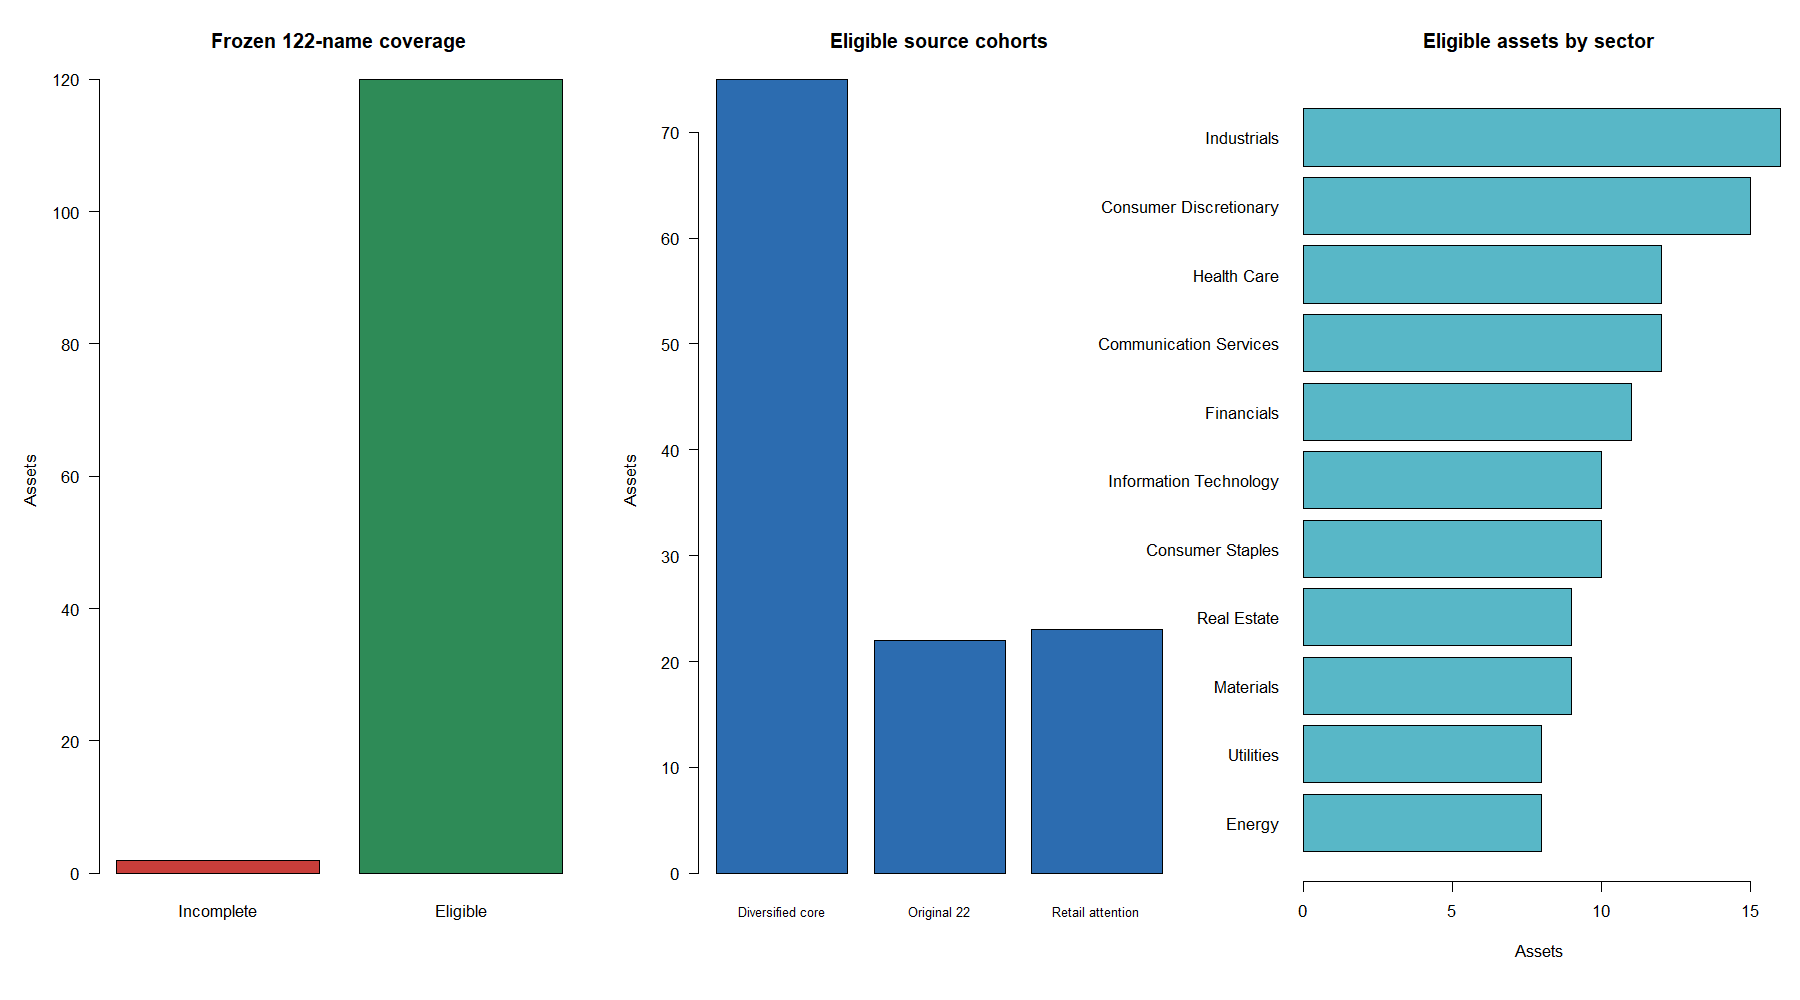 Frozen 122-name coverage
Assets
120
100
80
60
40
20
0
Incomplete
Eligible
Eligible source cohorts
Assets
70
60
50
40
30
20
10
0
Diversified core
Original 22
Retail attention
Eligible assets by sector
Industrials
Consumer Discretionary
Health Care
Communication Services
Financials
Information Technology
Consumer Staples
Real Estate
Materials
Utilities
Energy
0 5 10 15
Assets